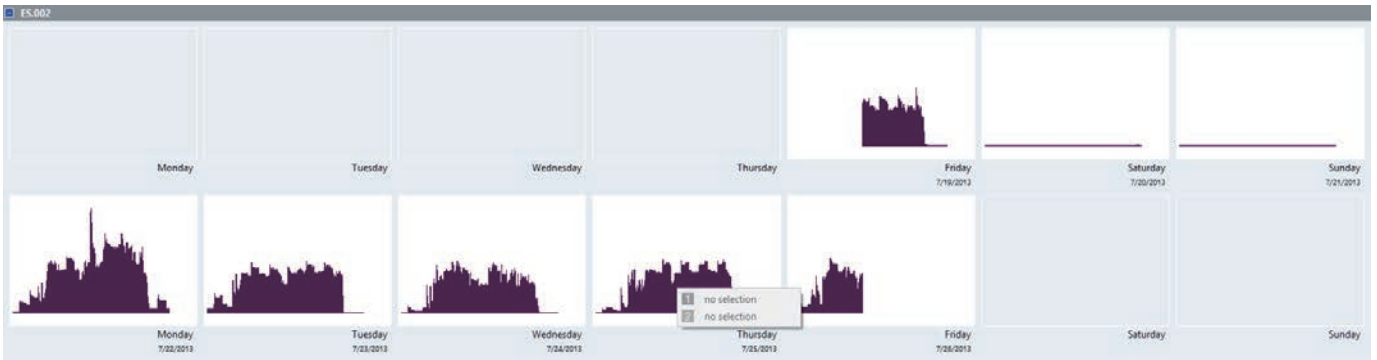 ES.002
Monday Tuesday Wednesday Thursday Friday Saturday Sunday
7/19/2013 7/20/2013 7/21/2013
1 no selection
2 no selection
Monday Tuesday Wednesday Thursday Friday Saturday Sunday
7/22/2013 7/23/2013 7/24/2013 7/25/2013 7/26/2013